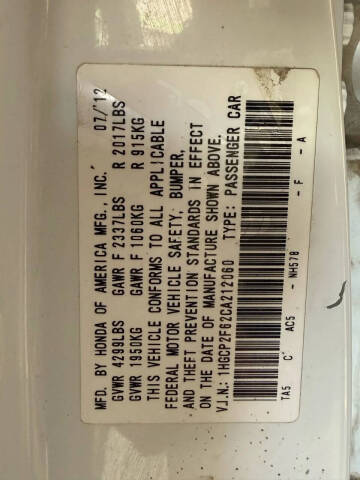 MFD. BY HONDA OF AMERICA MFG., INC. 07/'12
GVWR 4299LBS GAWR F 2337LBS R 2017LBS
GVWR 1950KG GAWR F 1060KG R 915KG
THIS VEHICLE CONFORMS TO ALL APPLICABLE
FEDERAL MOTOR VEHICLE SAFETY, BUMPER,
AND THEFT PREVENTION STANDARDS IN EFFECT
ON THE DATE OF MANUFACTURE SHOWN ABOVE.
V.I.N.: 1HGCP2F62CA212060 TYPE: PASSENGER CAR
TA5 C AC5 - NH578 - F - A